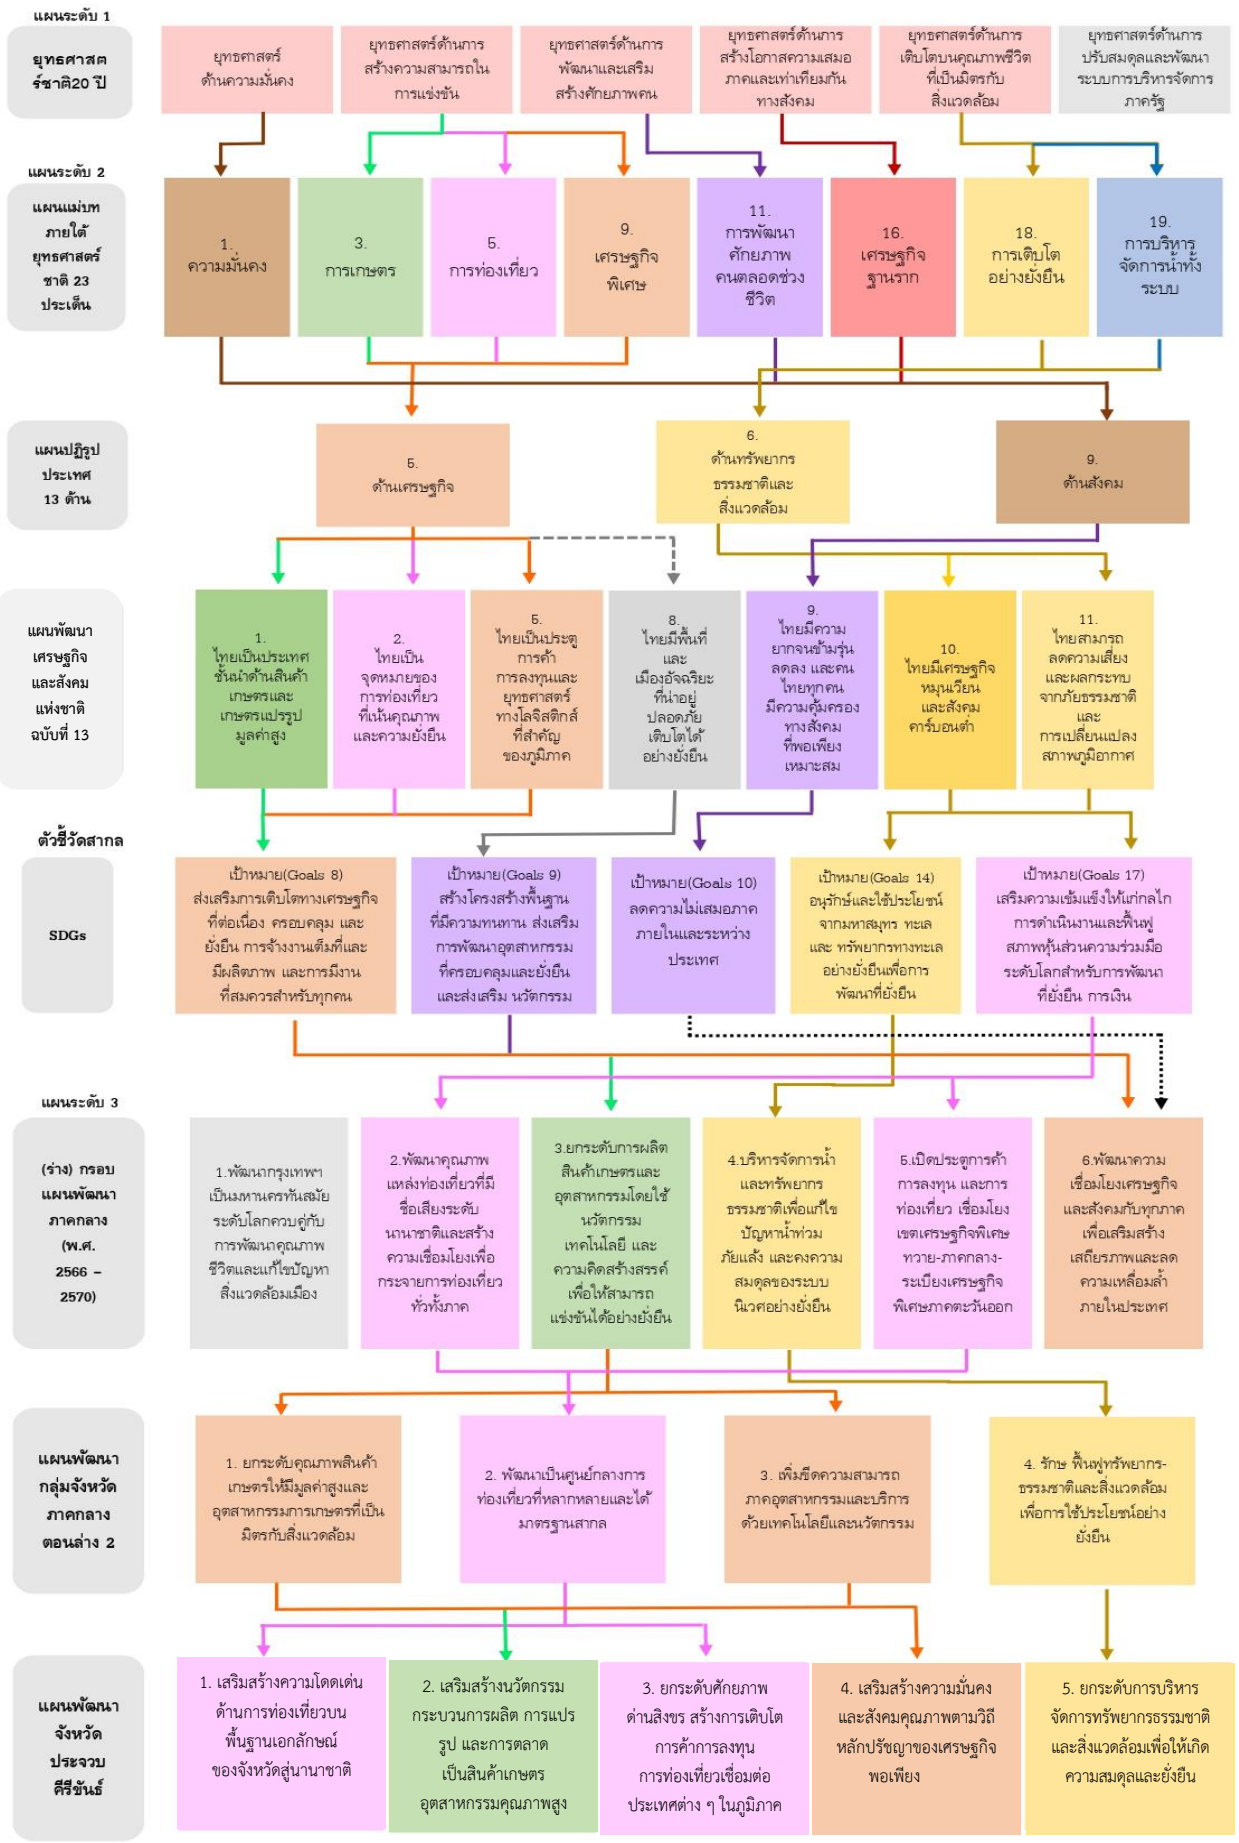 แผนระดับ 1
ยุทธศาสต
ร์ชาติ20 ปี
ยุทธศาสตร์
ด้านความมั่นคง
ยุทธศาสตร์ด้านการ
สร้างความสามารถใน
การแข่งขัน
ยุทธศาสตร์ด้านการ
พัฒนาและเสริม
สร้างศักยภาพคน
ยุทธศาสตร์ด้านการ
สร้างโอกาสความเสมอ
ภาคและเท่าเทียมกัน
ทางสังคม
ยุทธศาสตร์ด้านการ
เติบโตบนคุณภาพชีวิต
ที่เป็นมิตรกับ
สิ่งแวดล้อม
ยุทธศาสตร์ด้านการ
ปรับสมดุลและพัฒนา
ระบบการบริหารจัดการ
ภาครัฐ
แผนระดับ 2
แผนแม่บท
ภายใต้
ยุทธศาสตร์
ชาติ 23
ประเด็น
1.
ความมั่นคง
3.
การเกษตร
5.
การท่องเที่ยว
9.
เศรษฐกิจ
พิเศษ
11.
การพัฒนา
ศักยภาพ
คนตลอดช่วง
ชีวิต
16.
เศรษฐกิจ
ฐานราก
18.
การเติบโต
อย่างยั่งยืน
19.
การบริหาร
จัดการน้ำทั้ง
ระบบ
แผนปฏิรูป
ประเทศ
13 ด้าน
5.
ด้านเศรษฐกิจ
6.
ด้านทรัพยากร
ธรรมชาติและ
สิ่งแวดล้อม
9.
ด้านสังคม
แผนพัฒนา
เศรษฐกิจ
และสังคม
แห่งชาติ
ฉบับที่ 13
1.
ไทยเป็นประเทศ
ชั้นนำด้านสินค้า
เกษตรและ
เกษตรแปรรูป
มูลค่าสูง
2.
ไทยเป็น
จุดหมายของ
การท่องเที่ยว
ที่เน้นคุณภาพ
และความยั่งยืน
5.
ไทยเป็นประตู
การค้า
การลงทุนและ
ยุทธศาสตร์
ทางโลจิสติกส์
ที่สำคัญ
ของภูมิภาค
8.
ไทยมีพื้นที่
และ
เมืองอัจฉริยะ
ที่น่าอยู่
ปลอดภัย
เติบโตได้
อย่างยั่งยืน
9.
ไทยมีความ
ยากจนข้ามรุ่น
ลดลง และคน
ไทยทุกคน
มีความคุ้มครอง
ทางสังคม
ที่พอเพียง
เหมาะสม
10.
ไทยมีเศรษฐกิจ
หมุนเวียน
และสังคม
คาร์บอนต่ำ
11.
ไทยสามารถ
ลดความเสี่ยง
และผลกระทบ
จากภัยธรรมชาติ
และ
การเปลี่ยนแปลง
สภาพภูมิอากาศ
ตัวชี้วัดสากล
SDGs
เป้าหมาย(Goals 8)
ส่งเสริมการเติบโตทางเศรษฐกิจ
ที่ต่อเนื่อง ครอบคลุม และ
ยั่งยืน การจ้างงานเต็มที่และ
มีผลิตภาพ และการมีงาน
ที่สมควรสำหรับทุกคน
เป้าหมาย(Goals 9)
สร้างโครงสร้างพื้นฐาน
ที่มีความทนทาน ส่งเสริม
การพัฒนาอุตสาหกรรม
ที่ครอบคลุมและยั่งยืน
และส่งเสริม นวัตกรรม
เป้าหมาย(Goals 10)
ลดความไม่เสมอภาค
ภายในและระหว่าง
ประเทศ
เป้าหมาย(Goals 14)
อนุรักษ์และใช้ประโยชน์
จากมหาสมุทร ทะเล
และ ทรัพยากรทางทะเล
อย่างยั่งยืนเพื่อการ
พัฒนาที่ยั่งยืน
เป้าหมาย(Goals 17)
เสริมความเข้มแข็งให้แก่กลไก
การดำเนินงานและฟื้นฟู
สภาพหุ้นส่วนความร่วมมือ
ระดับโลกสำหรับการพัฒนา
ที่ยั่งยืน การเงิน
แผนระดับ 3
(ร่าง) กรอบ
แผนพัฒนา
ภาคกลาง
(พ.ศ.
2566 –
2570)
1.พัฒนากรุงเทพฯ
เป็นมหานครทันสมัย
ระดับโลกควบคู่กับ
การพัฒนาคุณภาพ
ชีวิตและแก้ไขปัญหา
สิ่งแวดล้อมเมือง
2.พัฒนาคุณภาพ
แหล่งท่องเที่ยวที่มี
ชื่อเสียงระดับ
นานาชาติและสร้าง
ความเชื่อมโยงเพื่อ
กระจายการท่องเที่ยว
ทั่วทั้งภาค
3.ยกระดับการผลิต
สินค้าเกษตรและ
อุตสาหกรรมโดยใช้
นวัตกรรม
เทคโนโลยี และ
ความคิดสร้างสรรค์
เพื่อให้สามารถ
แข่งขันได้อย่างยั่งยืน
4.บริหารจัดการน้ำ
และทรัพยากร
ธรรมชาติเพื่อแก้ไข
ปัญหาน้ำท่วม
ภัยแล้ง และคงความ
สมดุลของระบบ
นิเวศอย่างยั่งยืน
5.เปิดประตูการค้า
การลงทุน และการ
ท่องเที่ยว เชื่อมโยง
เขตเศรษฐกิจพิเศษ
ทวาย-ภาคกลาง-
ระเบียงเศรษฐกิจ
พิเศษภาคตะวันออก
6.พัฒนาความ
เชื่อมโยงเศรษฐกิจ
และสังคมกับทุกภาค
เพื่อเสริมสร้าง
เสถียรภาพและลด
ความเหลื่อมล้ำ
ภายในประเทศ
แผนพัฒนา
กลุ่มจังหวัด
ภาคกลาง
ตอนล่าง 2
1. ยกระดับคุณภาพสินค้า
เกษตรให้มีมูลค่าสูงและ
อุตสาหกรรมการเกษตรที่เป็น
มิตรกับสิ่งแวดล้อม
2. พัฒนาเป็นศูนย์กลางการ
ท่องเที่ยวที่หลากหลายและได้
มาตรฐานสากล
3. เพิ่มขีดความสามารถ
ภาคอุตสาหกรรมและบริการ
ด้วยเทคโนโลยีและนวัตกรรม
4. รักษ์ ฟื้นฟูทรัพยากร-
ธรรมชาติและสิ่งแวดล้อม
เพื่อการใช้ประโยชน์อย่าง
ยั่งยืน
แผนพัฒนา
จังหวัด
ประจวบ
คีรีขันธ์
1. เสริมสร้างความโดดเด่น
ด้านการท่องเที่ยวบน
พื้นฐานเอกลักษณ์
ของจังหวัดสู่นานาชาติ
2. เสริมสร้างนวัตกรรม
กระบวนการผลิต การแปร
รูป และการตลาด
เป็นสินค้าเกษตร
อุตสาหกรรมคุณภาพสูง
3. ยกระดับศักยภาพ
ด่านสิงขร สร้างการเติบโต
การค้าการลงทุน
การท่องเที่ยวเชื่อมต่อ
ประเทศต่าง ๆ ในภูมิภาค
4. เสริมสร้างความมั่นคง
และสังคมคุณภาพตามวิถี
หลักปรัชญาของเศรษฐกิจ
พอเพียง
5. ยกระดับการบริหาร
จัดการทรัพยากรธรรมชาติ
และสิ่งแวดล้อมเพื่อให้เกิด
ความสมดุลและยั่งยืน